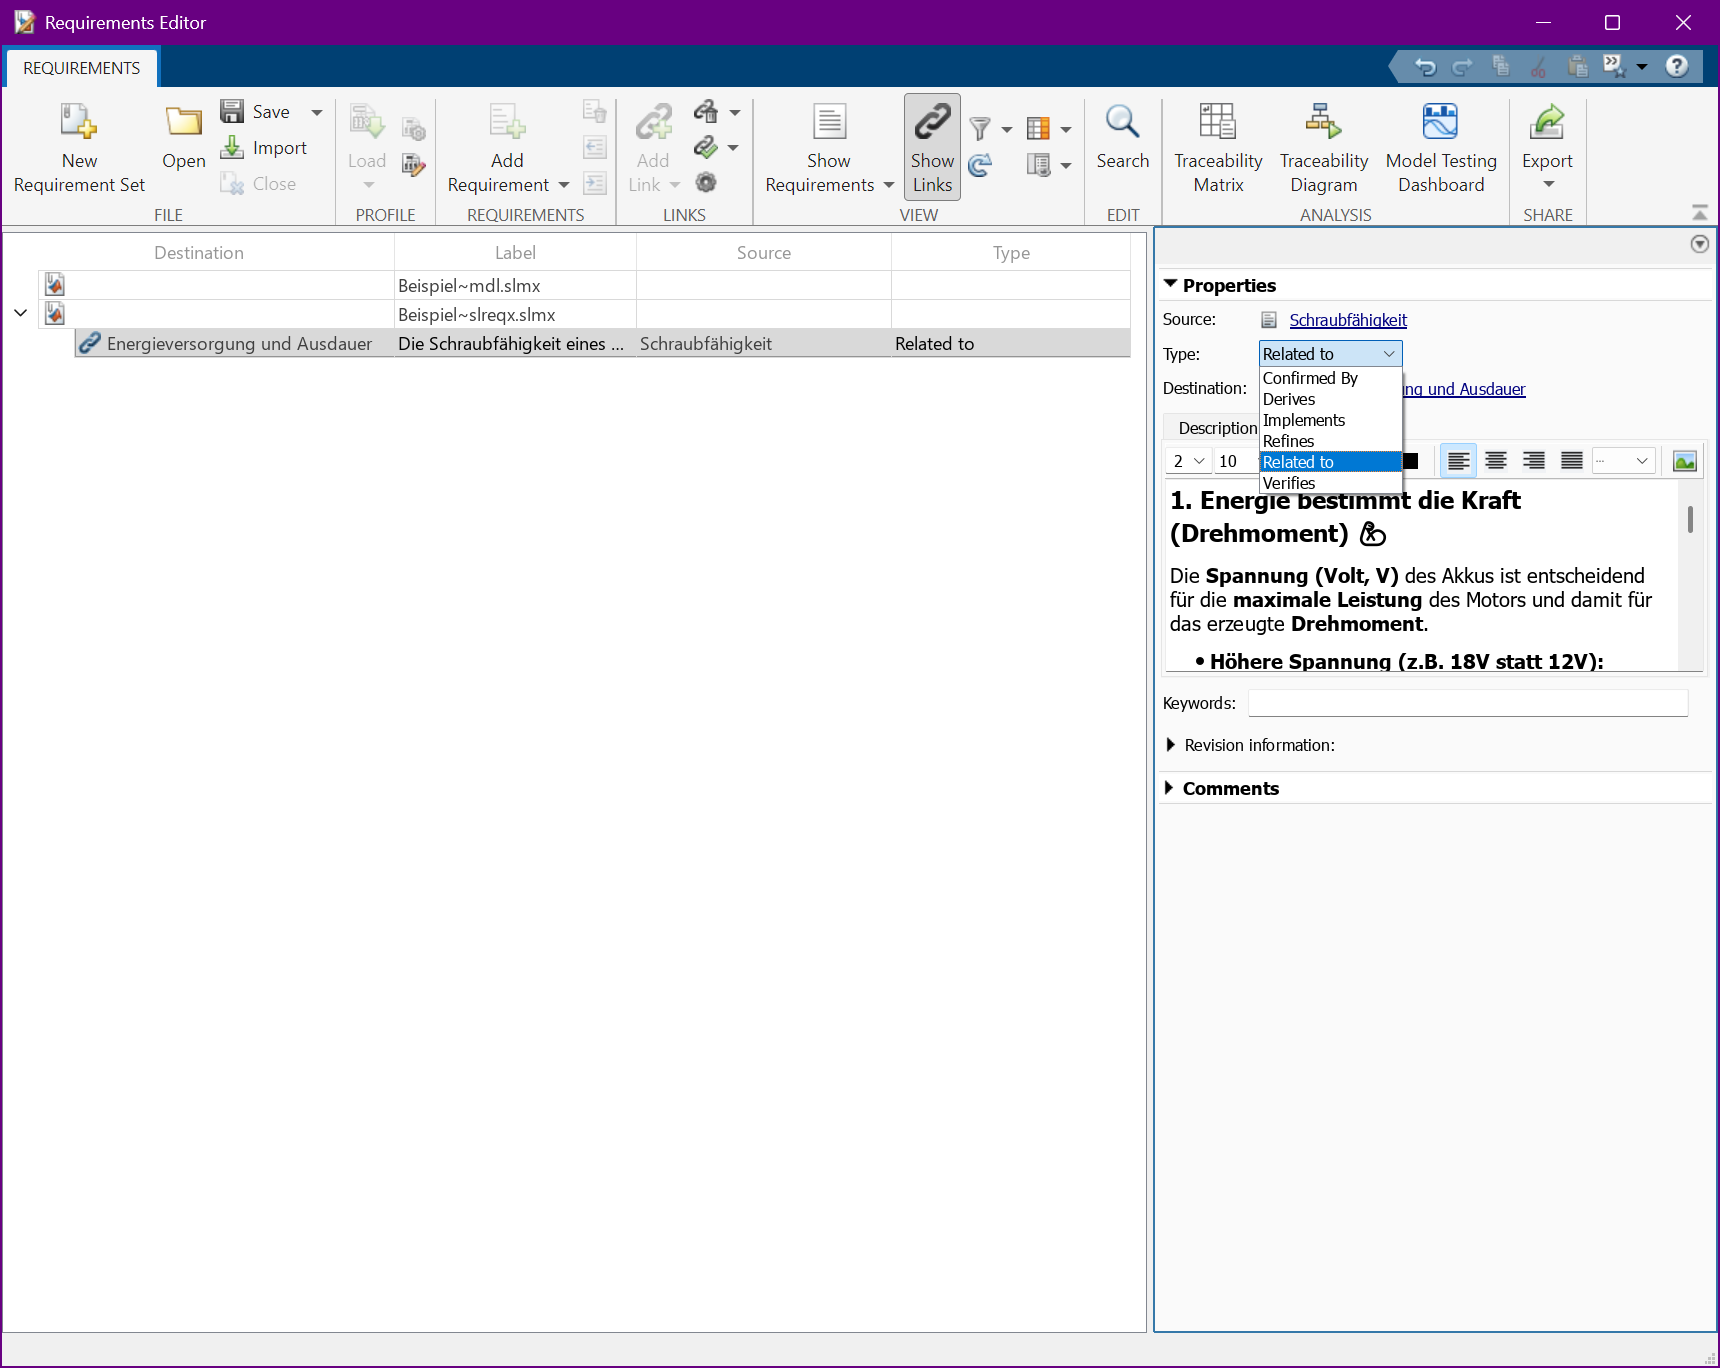 Requirements Editor
REQUIREMENTS
New
Requirement Set
Open
Save
Import
Close
FILE
Load
PROFILE
Add
Requirement
REQUIREMENTS
Add
Link
LINKS
Show
Requirements
Show
Links
VIEW
Search
EDIT
Traceability
Matrix
Traceability
Diagram
Model Testing
Dashboard
ANALYSIS
Export
SHARE
Destination Label Source Type
Beispiel~mdl.slmx
Beispiel~slreqx.slmx
Energieversorgung und Ausdauer Die Schraubfähigkeit eines ... Schraubfähigkeit Related to
Properties
Source: Schraubfähigkeit
Type: Related to
Confirmed By
Derives
Implements
Refines
Related to
Verifies
Destination: ng und Ausdauer
Description
2 10
1. Energie bestimmt die Kraft
(Drehmoment)
Die Spannung (Volt, V) des Akkus ist entscheidend
für die maximale Leistung des Motors und damit für
das erzeugte Drehmoment.
• Höhere Spannung (z.B. 18V statt 12V):
Keywords:
Revision information:
Comments